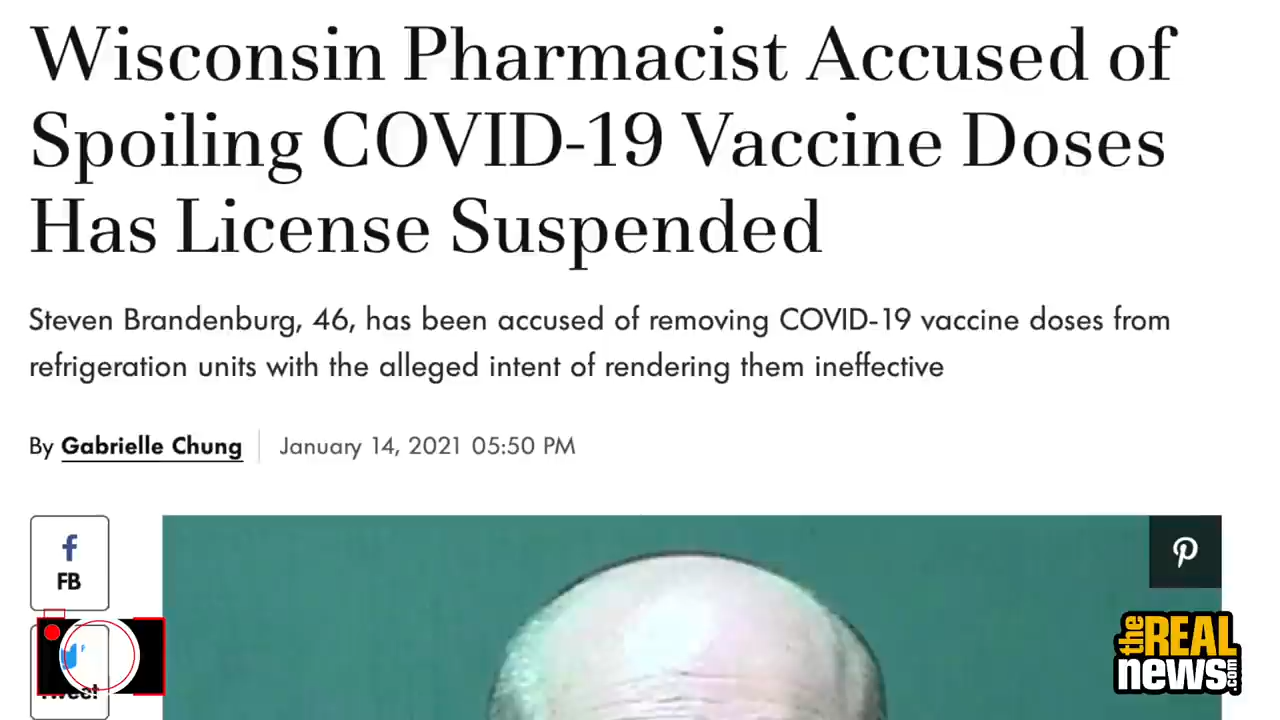 Wisconsin Pharmacist Accused of
Spoiling COVID-19 Vaccine Doses
Has License Suspended
Steven Brandenburg, 46, has been accused of removing COVID-19 vaccine doses from
refrigeration units with the alleged intent of rendering them ineffective
By Gabrielle Chung January 14, 2021 05:50 PM
FB
Tweet
the REAL
news.com